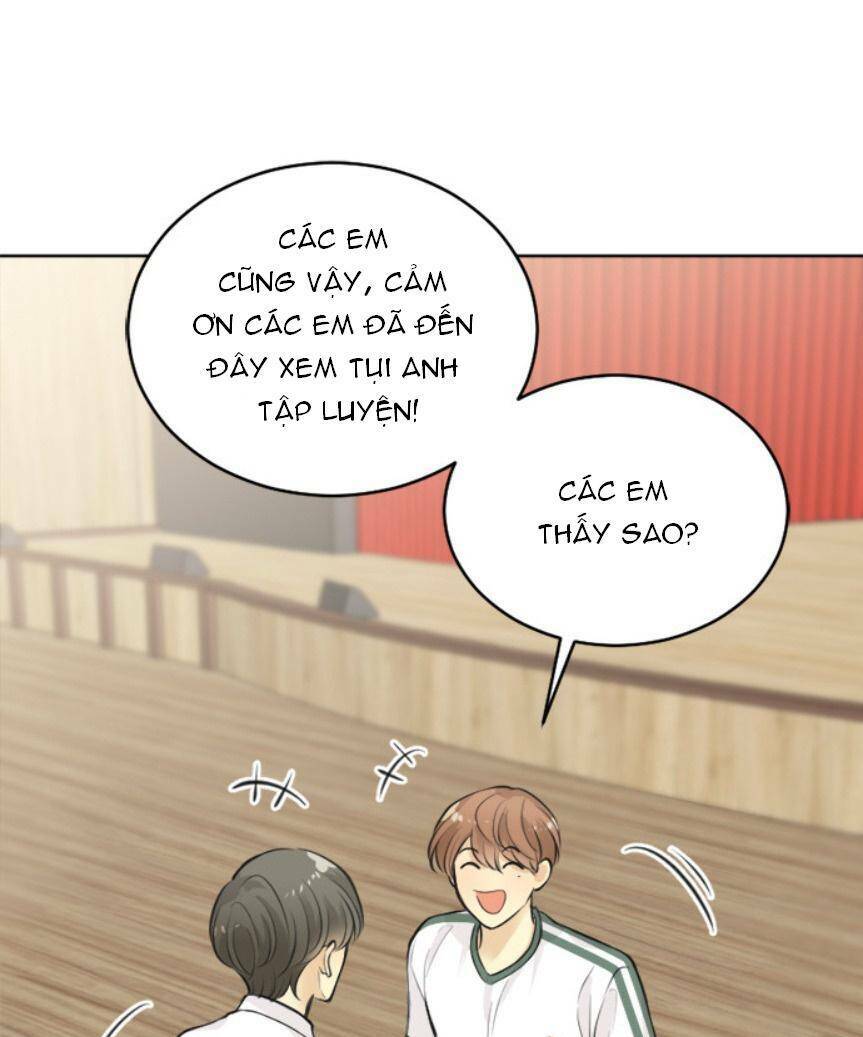 CÁC EM
CŨNG VẬY, CẢM
ƠN CÁC EM ĐÃ ĐẾN
ĐÂY XEM TỤI ANH
TẬP LUYỆN!
CÁC EM
THẤY SAO?